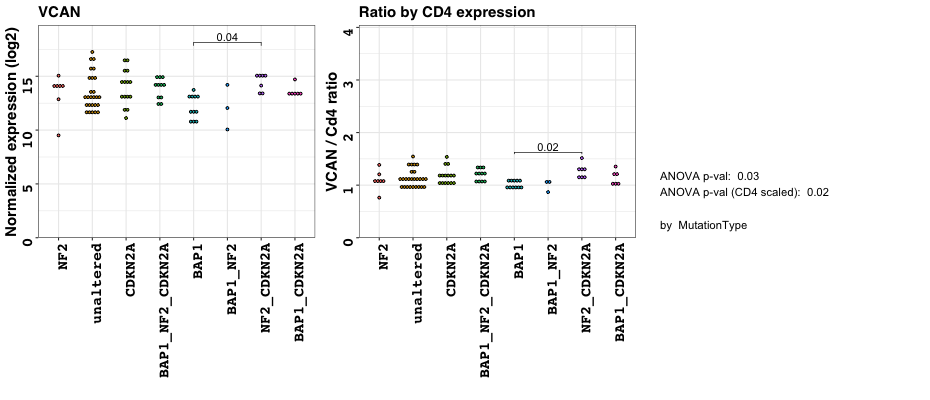 VCAN
Normalized expression (log2)
15
10
5
0
0.04
NF2
unaltered
CDKN2A
BAP1_NF2_CDKN2A
BAP1
BAP1_NF2
NF2_CDKN2A
BAP1_CDKN2A
Ratio by CD4 expression
VCAN / Cd4 ratio
4
3
2
1
0
0.02
NF2
unaltered
CDKN2A
BAP1_NF2_CDKN2A
BAP1
BAP1_NF2
NF2_CDKN2A
BAP1_CDKN2A
ANOVA p-val: 0.03
ANOVA p-val (CD4 scaled): 0.02
by MutationType